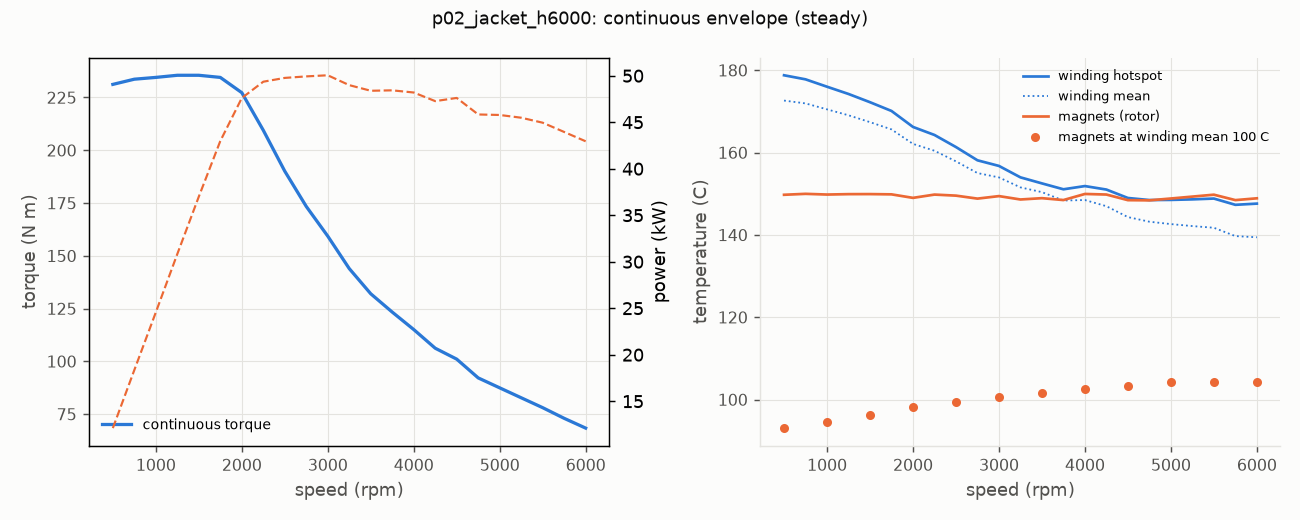 p02_jacket_h6000: continuous envelope (steady)
torque (N m)
225
200
175
150
125
100
75
continuous torque
1000 2000 3000 4000 5000 6000
speed (rpm)
50
45
40
35
30
25
20
15
power (kW)
temperature (C)
180
160
140
120
100
winding hotspot
winding mean
magnets (rotor)
magnets at winding mean 100 C
1000 2000 3000 4000 5000 6000
speed (rpm)